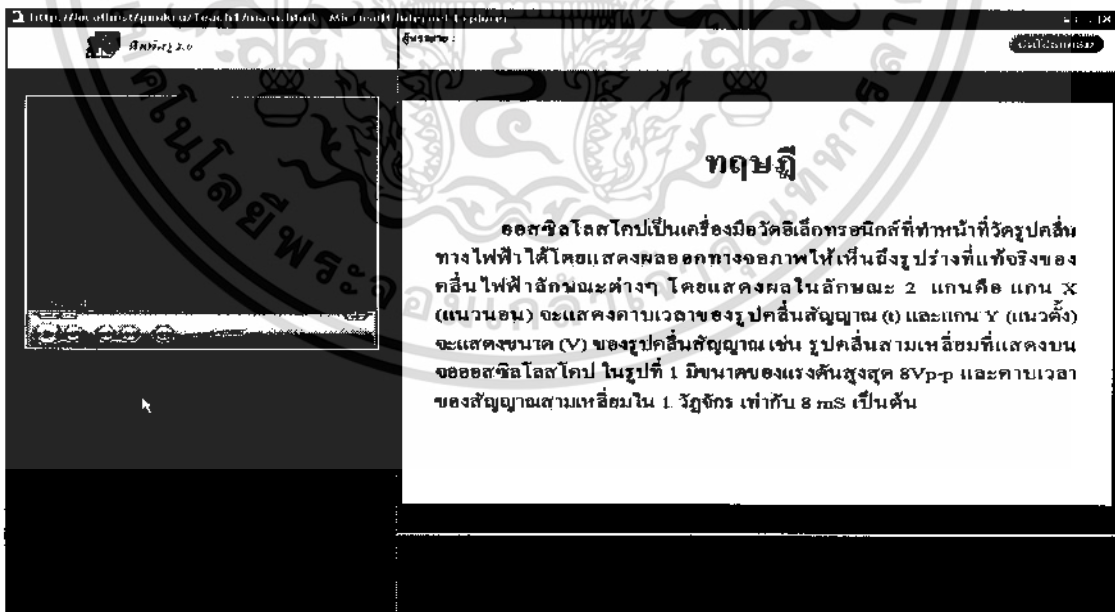 ผู้บรรยาย :
ทฤษฎี
ออสซิลโลสโคปเป็นเครื่องมือวัดอิเล็กทรอนิกส์ที่ทำหน้าที่วัดรูปคลื่น
ทางไฟฟ้าได้โดยแสดงผลออกทางจอภาพให้เห็นถึงรูปร่างที่แท้จริงของ
คลื่นไฟฟ้าลักษณะต่างๆ โดยแสดงผลในลักษณะ 2 แกนคือ แกน X
(แนวนอน) จะแสดงคาบเวลาของรูปคลื่นสัญญาณ (t) และแกน Y (แนวตั้ง)
จะแสดงขนาด (V) ของรูปคลื่นสัญญาณ เช่น รูปคลื่นสามเหลี่ยมที่แสดงบน
จอออสซิลโลสโคป ในรูปที่ 1 มีขนาดของแรงดันสูงสุด 8Vp-p และคาบเวลา
ของสัญญาณสามเหลี่ยมใน 1 วัฎจักร เท่ากับ 8 mS เป็นต้น